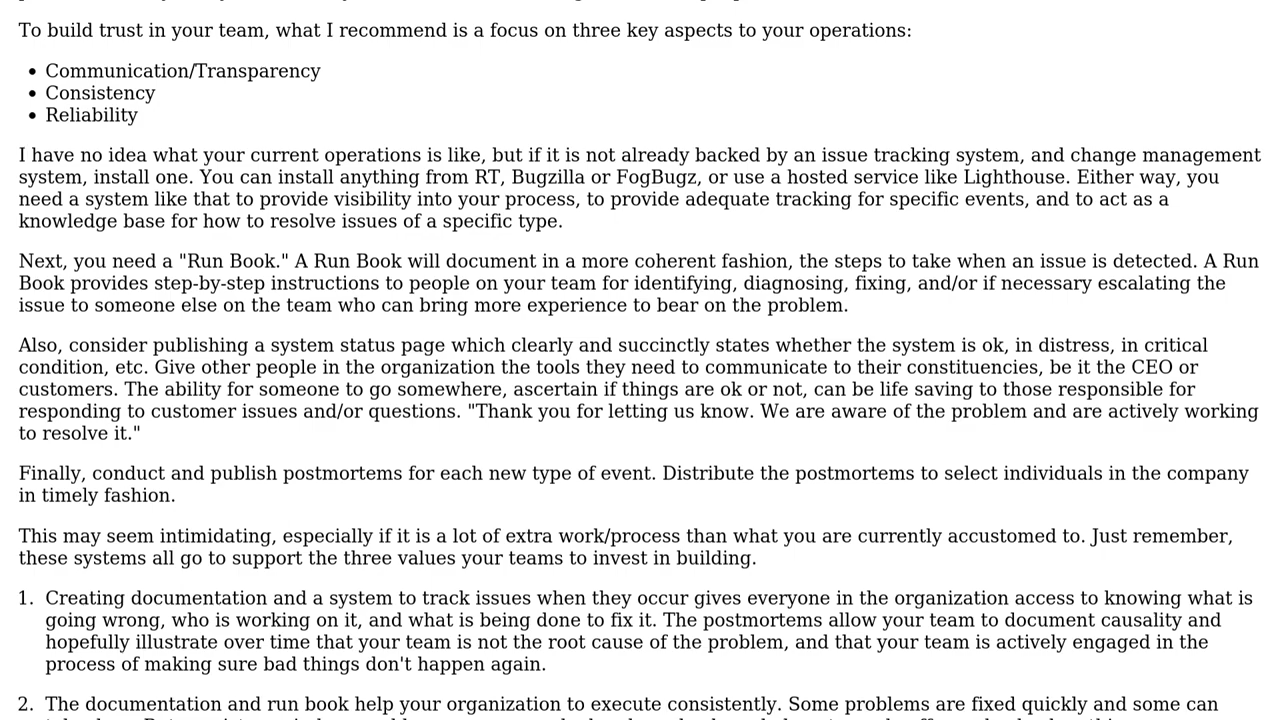 To build trust in your team, what I recommend is a focus on three key aspects to your operations:
• Communication/Transparency
• Consistency
• Reliability
I have no idea what your current operations is like, but if it is not already backed by an issue tracking system, and change management
system, install one. You can install anything from RT, Bugzilla or FogBugz, or use a hosted service like Lighthouse. Either way, you
need a system like that to provide visibility into your process, to provide adequate tracking for specific events, and to act as a
knowledge base for how to resolve issues of a specific type.
Next, you need a "Run Book." A Run Book will document in a more coherent fashion, the steps to take when an issue is detected. A Run
Book provides step-by-step instructions to people on your team for identifying, diagnosing, fixing, and/or if necessary escalating the
issue to someone else on the team who can bring more experience to bear on the problem.
Also, consider publishing a system status page which clearly and succinctly states whether the system is ok, in distress, in critical
condition, etc. Give other people in the organization the tools they need to communicate to their constituencies, be it the CEO or
customers. The ability for someone to go somewhere, ascertain if things are ok or not, can be life saving to those responsible for
responding to customer issues and/or questions. "Thank you for letting us know. We are aware of the problem and are actively working
to resolve it."
Finally, conduct and publish postmortems for each new type of event. Distribute the postmortems to select individuals in the company
in timely fashion.
This may seem intimidating, especially if it is a lot of extra work/process than what you are currently accustomed to. Just remember,
these systems all go to support the three values your teams to invest in building.
1. Creating documentation and a system to track issues when they occur gives everyone in the organization access to knowing what is
going wrong, who is working on it, and what is being done to fix it. The postmortems allow your team to document causality and
hopefully illustrate over time that your team is not the root cause of the problem, and that your team is actively engaged in the
process of making sure bad things don't happen again.
2. The documentation and run book help your organization to execute consistently. Some problems are fixed quickly and some can